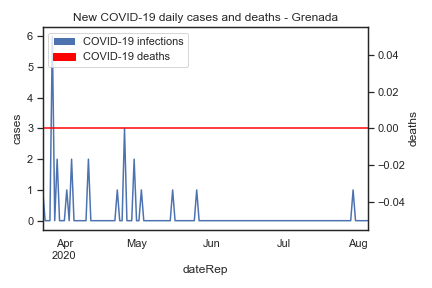 New COVID-19 daily cases and deaths - Grenada
COVID-19 infections
COVID-19 deaths
6
5
4
3
2
1
0
cases
0.04
0.02
0.00
−0.02
−0.04
deaths
Apr
2020
May
Jun
Jul
Aug
dateRep